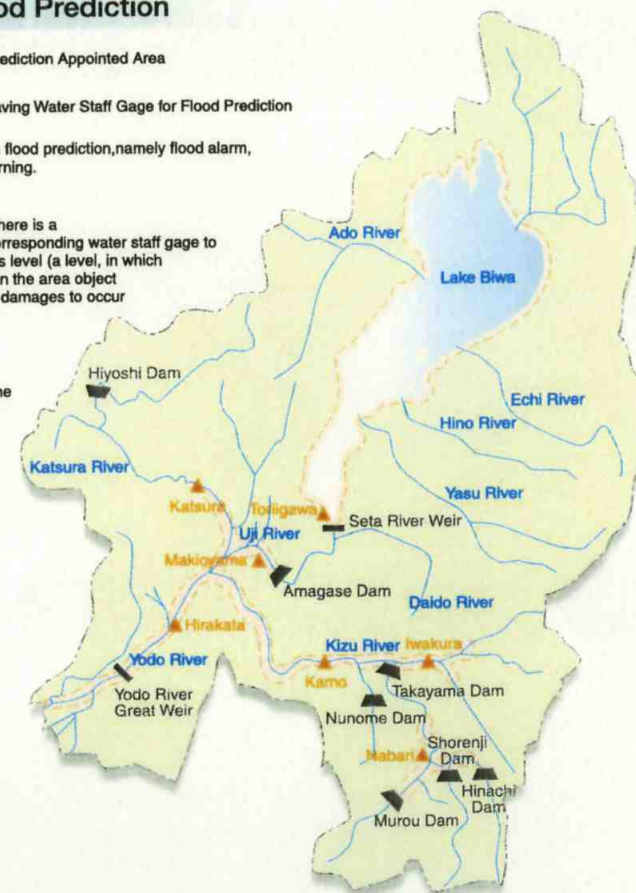 od Prediction
ediction Appointed Area
aving Water Staff Gage for Flood Prediction
flood prediction,namely flood alarm,
rning.
here is a
orresponding water staff gage to
s level (a level, in which
n the area object
damages to occur
ne
Ado River
Lake Biwa
Hiyoshi Dam
Echi River
Hino River
Katsura River
Yasu River
Katsura
Toriigawa
Seta River Weir
Uji River
Makioyama
Amagase Dam
Daido River
Hirakata
Kizu River
Iwakura
Yodo River
Kamo
Takayama Dam
Yodo River
Great Weir
Nunome Dam
Nabari
Shorenji
Dam
Hinachi
Dam
Murou Dam